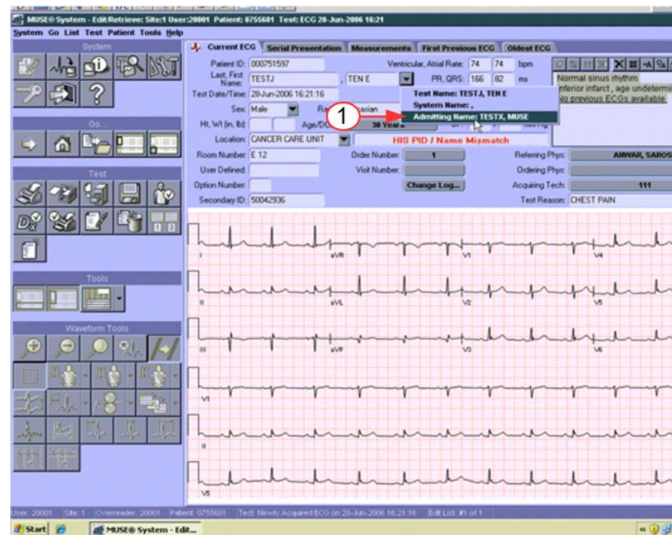 MUSE® System - Edit/Retrieve: Site:1 User:20001 Patient: 0755601 Test: ECG 28-Jun-2006 16:21
System Go List Test Patient Tools Help
System
Go...
Test
Tools
Waveform Tools
Current ECG Serial Presentation Measurements First Previous ECG Oldest ECG
Patient ID: 000751597 Ventricular, Atrial Rate: 74 74 bpm
Last, First Name: TESTJ , TEN E PR, QRS: 166 82 ms
Normal sinus rhythm
Inferior infarct , age undetermi
No previous ECGs available
Test Date/Time: 28-Jun-2006 16:21:16
Test Name: TESTJ, TEN E
System Name: ,
Admitting Name: TESTX, MUSE
1
Sex: Male
Ht, Wt (in, lb): 38 Years
Location: CANCER CARE UNIT HIS PID / Name Mismatch
Room Number: E 12 Order Number: 1 Referring Phys: ANWAR, SAROS
User Defined: Visit Number: Ordering Phys:
Option Number: Change Log... Acquiring Tech: 111
Secondary ID: 50042936 Test Reason: CHEST PAIN
I aVR V1 V4
II aVL V2 V5
III aVF V3 V6
V1
II
V5
User: 20001 Site: 1 Overreader: 20001 Patient: 0755601 Test: Newly Acquired ECG on 28-Jun-2006 16:21:16 Edit List: #1 of 1
Start MUSE® System - Edit...